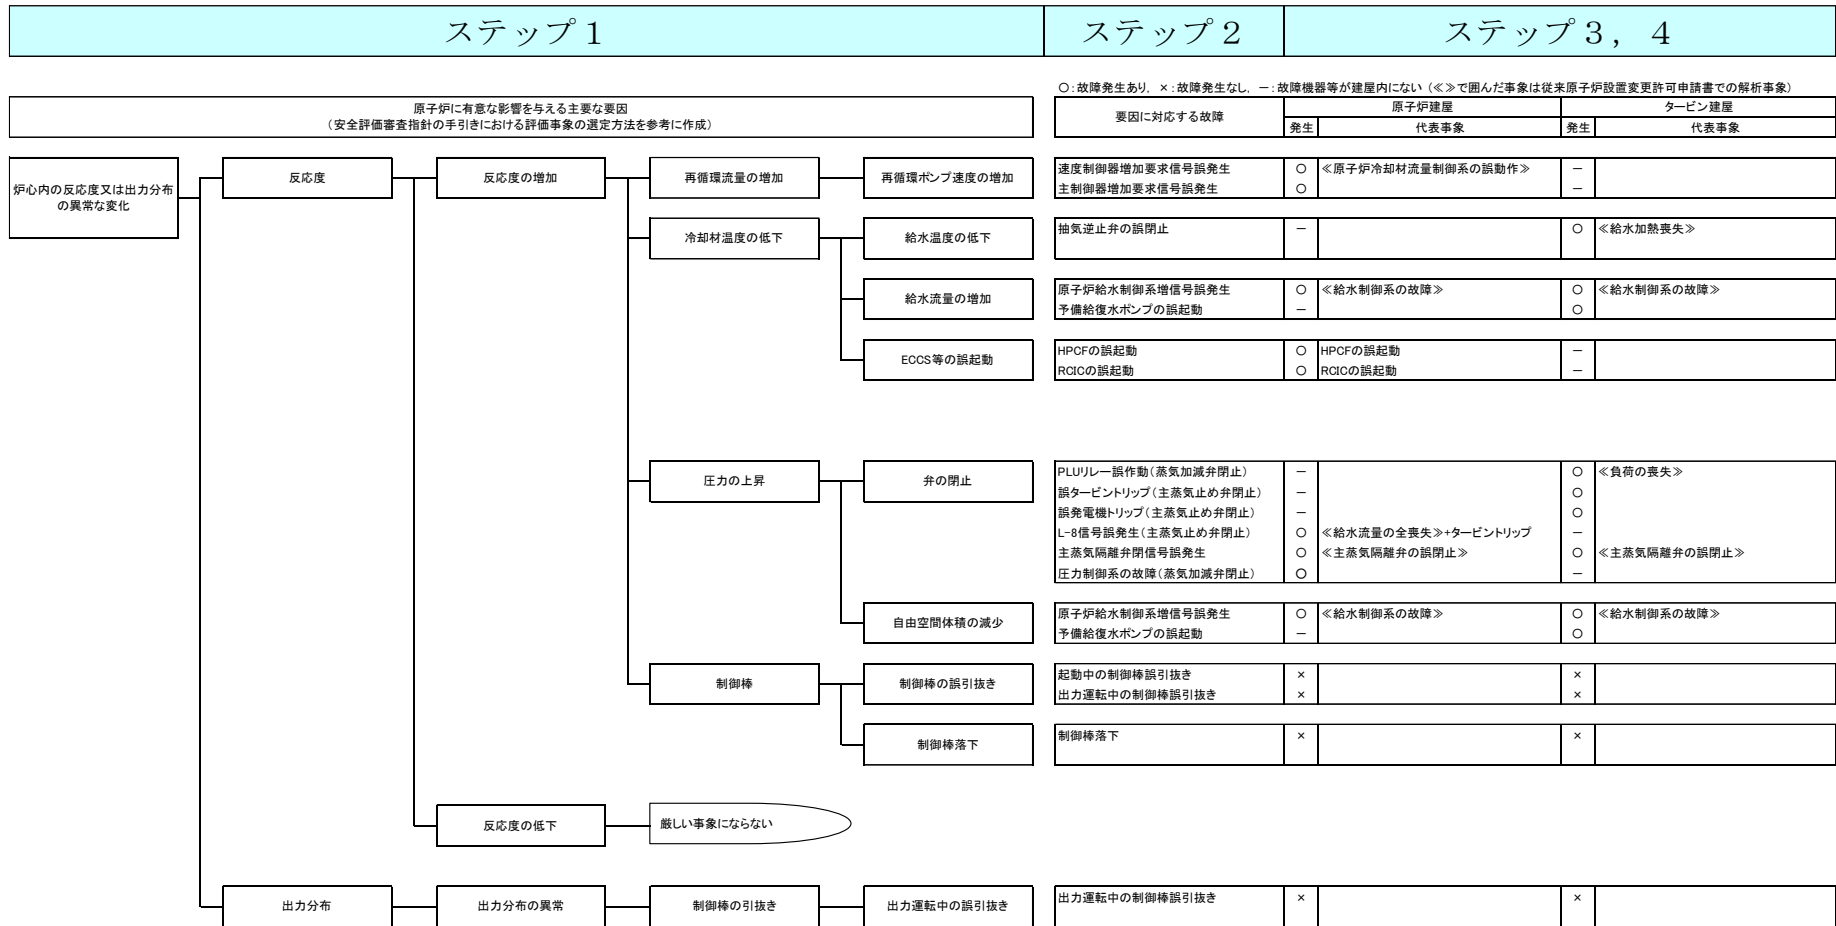 ステップ１
ステップ２
ステップ３，４
○：故障発生あり，×：故障発生なし，－：故障機器等が建屋内にない（≪≫で囲んだ事象は従来原子炉設置変更許可申請書での解析事象）
原子炉に有意な影響を与える主要な要因
（安全評価審査指針の手引きにおける評価事象の選定方法を参考に作成）
要因に対応する故障
原子炉建屋
タービン建屋
発生
代表事象
発生
代表事象
炉心内の反応度又は出力分布
の異常な変化
反応度
反応度の増加
再循環流量の増加
再循環ポンプ速度の増加
速度制御器増加要求信号誤発生 ○ ≪原子炉冷却材流量制御系の誤動作≫ －
主制御器増加要求信号誤発生 ○ －
冷却材温度の低下
給水温度の低下
抽気逆止弁の誤閉止 － ○ ≪給水加熱喪失≫
給水流量の増加
原子炉給水制御系増信号誤発生 ○ ≪給水制御系の故障≫ ○ ≪給水制御系の故障≫
予備給復水ポンプの誤起動 － ○
ECCS等の誤起動
HPCFの誤起動 ○ HPCFの誤起動 －
RCICの誤起動 ○ RCICの誤起動 －
圧力の上昇
弁の閉止
PLUリレー誤作動（蒸気加減弁閉止） － ○ ≪負荷の喪失≫
誤タービントリップ（主蒸気止め弁閉止） － ○
誤発電機トリップ（主蒸気止め弁閉止） － ○
L-8信号誤発生（主蒸気止め弁閉止） ○ ≪給水流量の全喪失≫+タービントリップ －
主蒸気隔離弁閉信号誤発生 ○ ≪主蒸気隔離弁の誤閉止≫ ○ ≪主蒸気隔離弁の誤閉止≫
圧力制御系の故障（蒸気加減弁閉止） ○ －
自由空間体積の減少
原子炉給水制御系増信号誤発生 ○ ≪給水制御系の故障≫ ○ ≪給水制御系の故障≫
予備給復水ポンプの誤起動 － ○
制御棒
制御棒の誤引抜き
起動中の制御棒誤引抜き × ×
出力運転中の制御棒誤引抜き × ×
制御棒落下
制御棒落下 × ×
反応度の低下
厳しい事象にならない
出力分布
出力分布の異常
制御棒の引抜き
出力運転中の誤引抜き
出力運転中の制御棒誤引抜き × ×